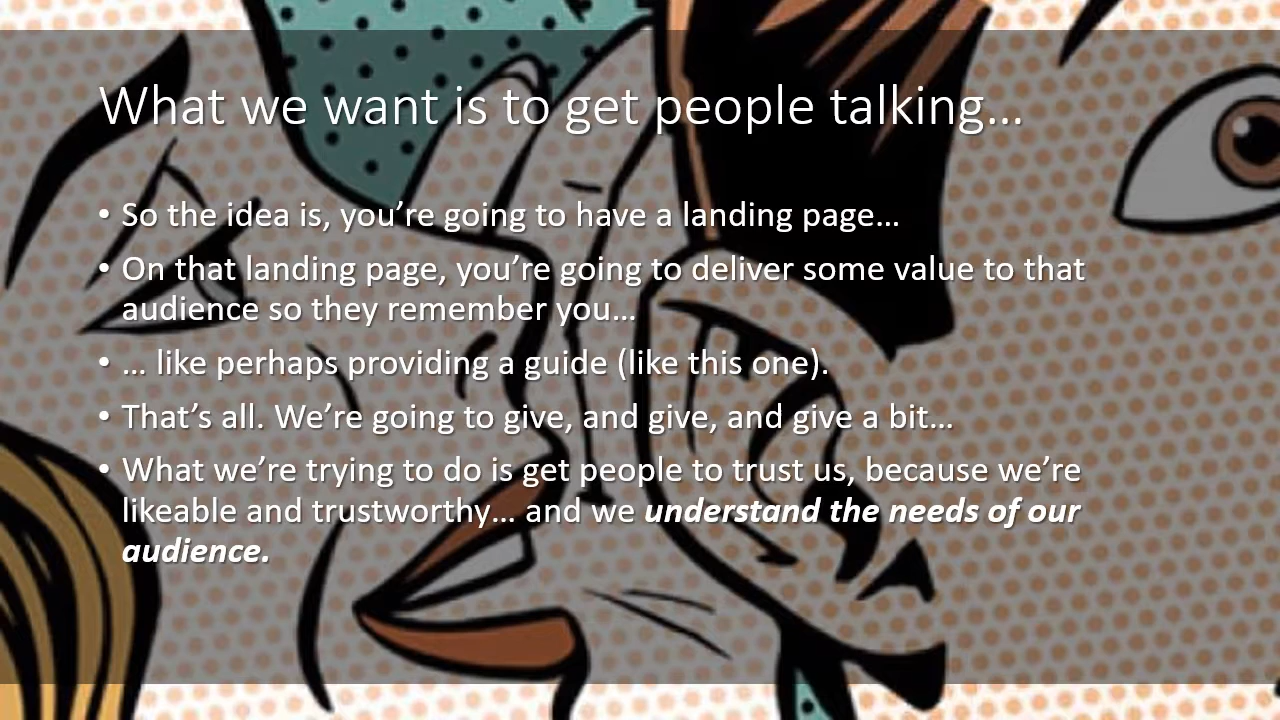 What we want is to get people talking…
• So the idea is, you’re going to have a landing page…
• On that landing page, you’re going to deliver some value to that
audience so they remember you…
• … like perhaps providing a guide (like this one).
• That’s all. We’re going to give, and give, and give a bit…
• What we’re trying to do is get people to trust us, because we’re
likeable and trustworthy… and we understand the needs of our
audience.